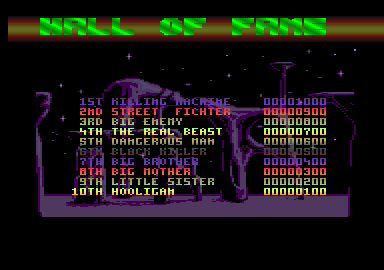 HALL OF FAME
1ST KILLING MACHINE 00001000
2ND STREET FICHTER 00000900
3RD BIG ENEMY 00000800
4TH THE REAL BEAST 00000700
5TH DANGEROUS MAN 00000600
6TH BLACK KILLER 00000500
7TH BIG BROTHER 00000400
8TH BIG MOTHER 00000300
9TH LITTLE SISTER 00000200
10TH HOOLIGAM 00000100